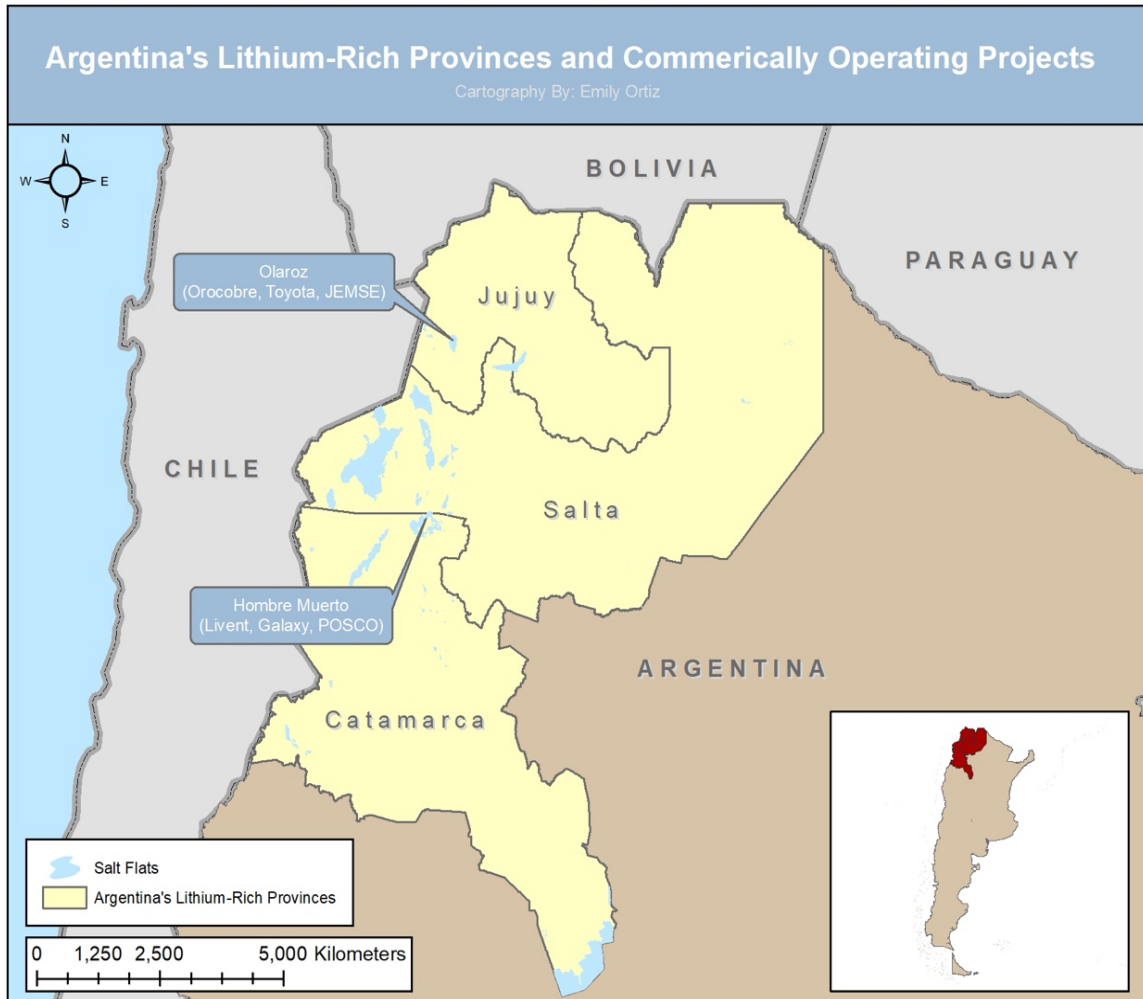 Argentina's Lithium-Rich Provinces and Commerically Operating Projects
Cartography By: Emily Ortiz
N
W E
S
BOLIVIA
PARAGUAY
Olaroz
(Orocobre, Toyota, JEMSE)
Jujuy
CHILE
Salta
Hombre Muerto
(Livent, Galaxy, POSCO)
ARGENTINA
Catamarca
Salt Flats
Argentina's Lithium-Rich Provinces
0 1,250 2,500 5,000 Kilometers